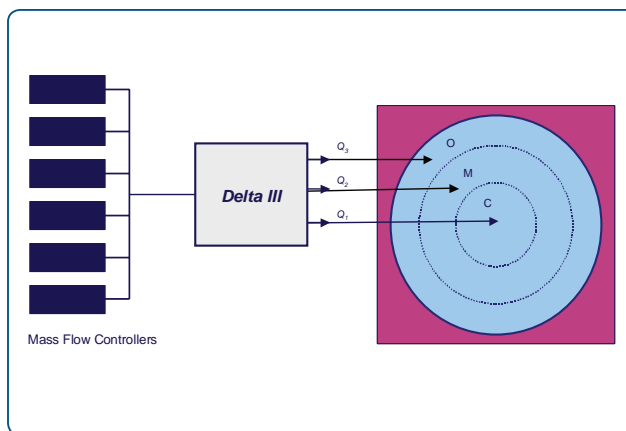 O
Q3
M
Q2
Delta III
C
Q1
Mass Flow Controllers